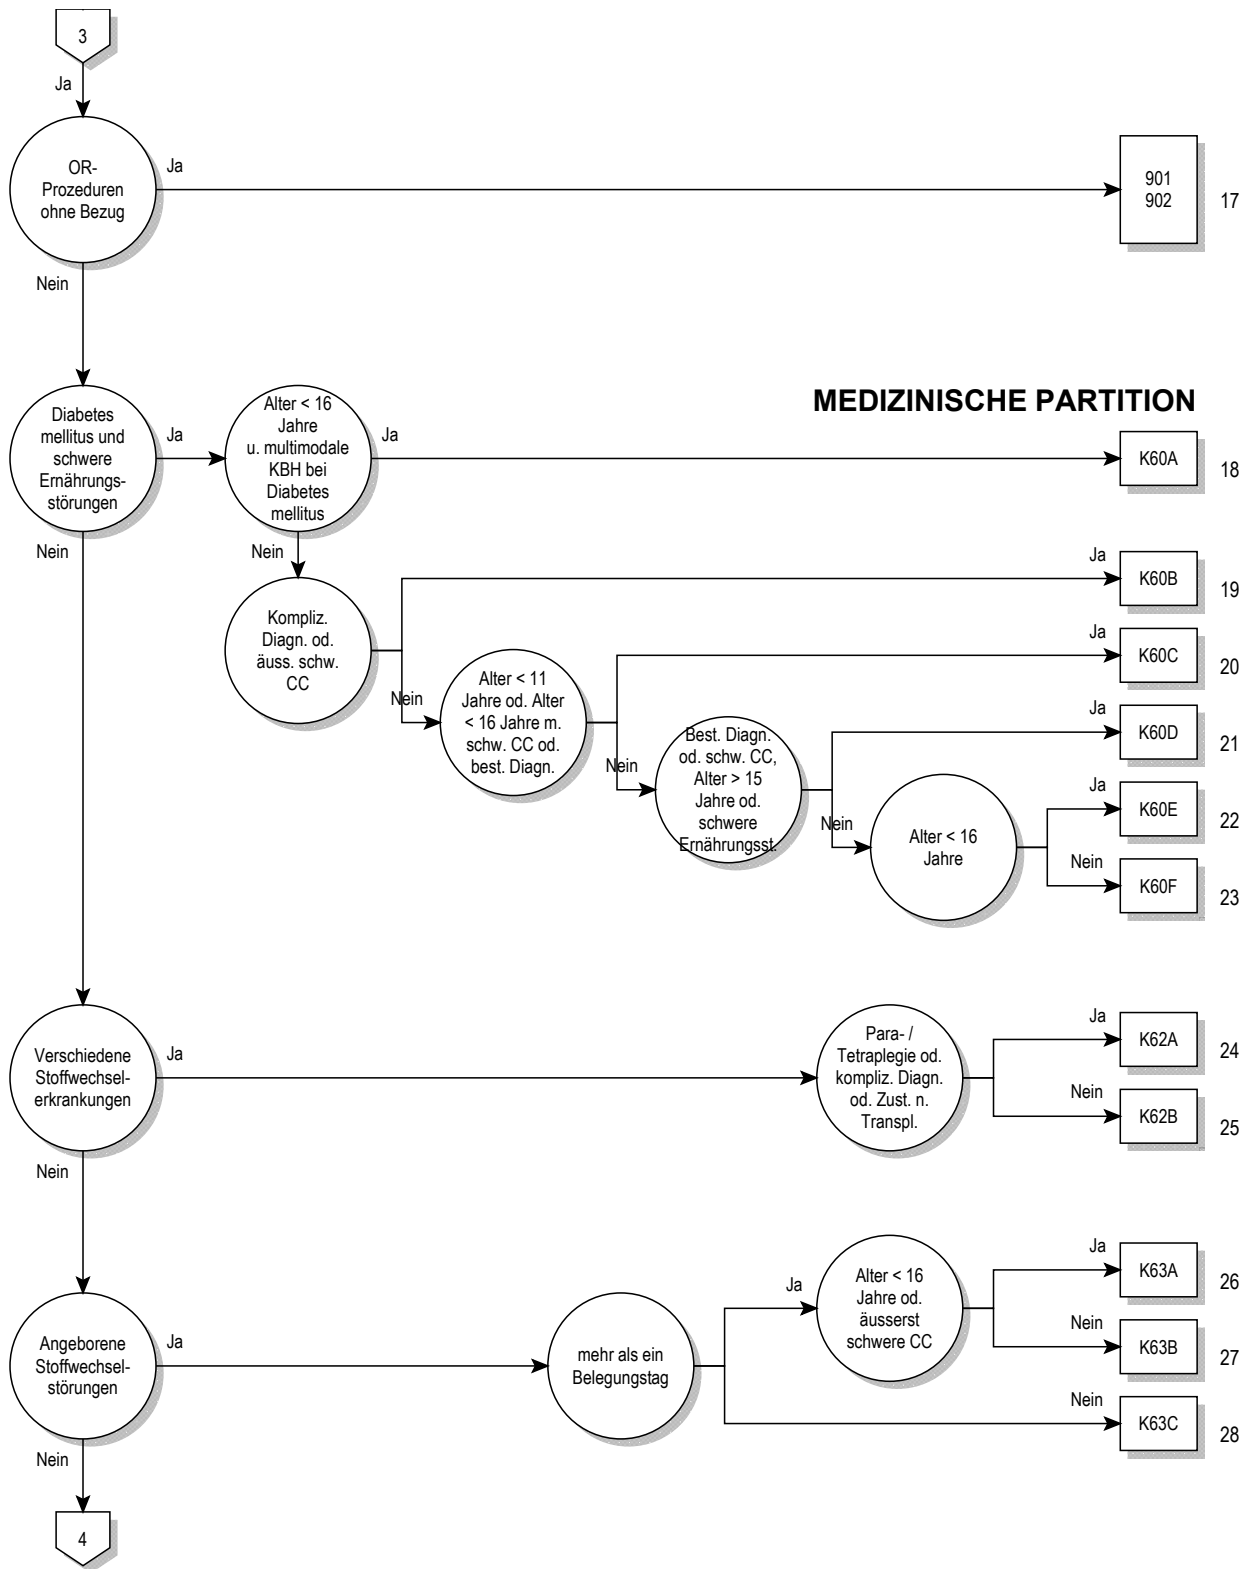 3
Ja
OR-
Prozeduren
ohne Bezug
Ja
901
902
17
Nein
MEDIZINISCHE PARTITION
Diabetes
mellitus und
schwere
Ernährungs-
störungen
Ja
Alter < 16
Jahre
u. multimodale
KBH bei
Diabetes
mellitus
Ja
K60A
18
Nein
Nein
Kompliz.
Diagn. od.
äuss. schw.
CC
Ja
K60B
19
Nein
Alter < 11
Jahre od. Alter
< 16 Jahre m.
schw. CC od.
best. Diagn.
Ja
K60C
20
Nein
Best. Diagn.
od. schw. CC,
Alter > 15
Jahre od.
schwere
Ernährungsst.
Ja
K60D
21
Nein
Alter < 16
Jahre
Ja
K60E
22
Nein
K60F
23
Verschiedene
Stoffwechsel-
erkrankungen
Ja
Para- /
Tetraplegie od.
kompliz. Diagn.
od. Zust. n.
Transpl.
Ja
K62A
24
Nein
K62B
25
Nein
Angeborene
Stoffwechsel-
störungen
Ja
mehr als ein
Belegungstag
Ja
Alter < 16
Jahre od.
äusserst
schwere CC
Ja
K63A
26
Nein
K63B
27
Nein
K63C
28
Nein
4